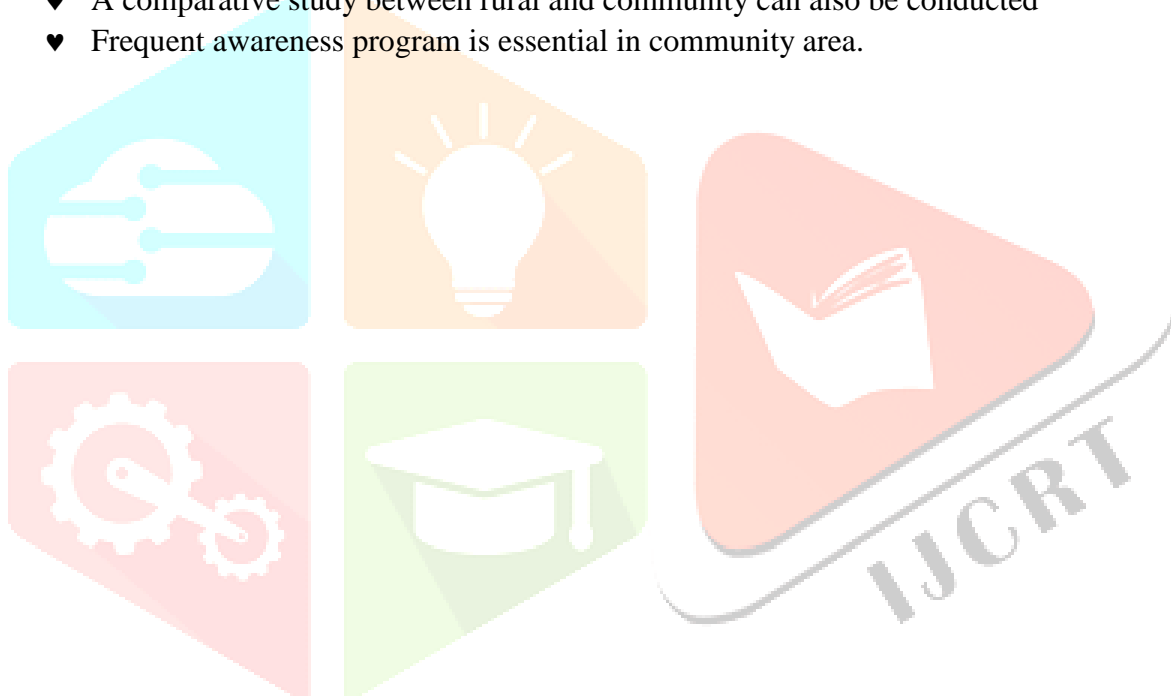 ♥ A comparative study between rural and community can also be conducted
♥ Frequent awareness program is essential in community area.
IJCRT